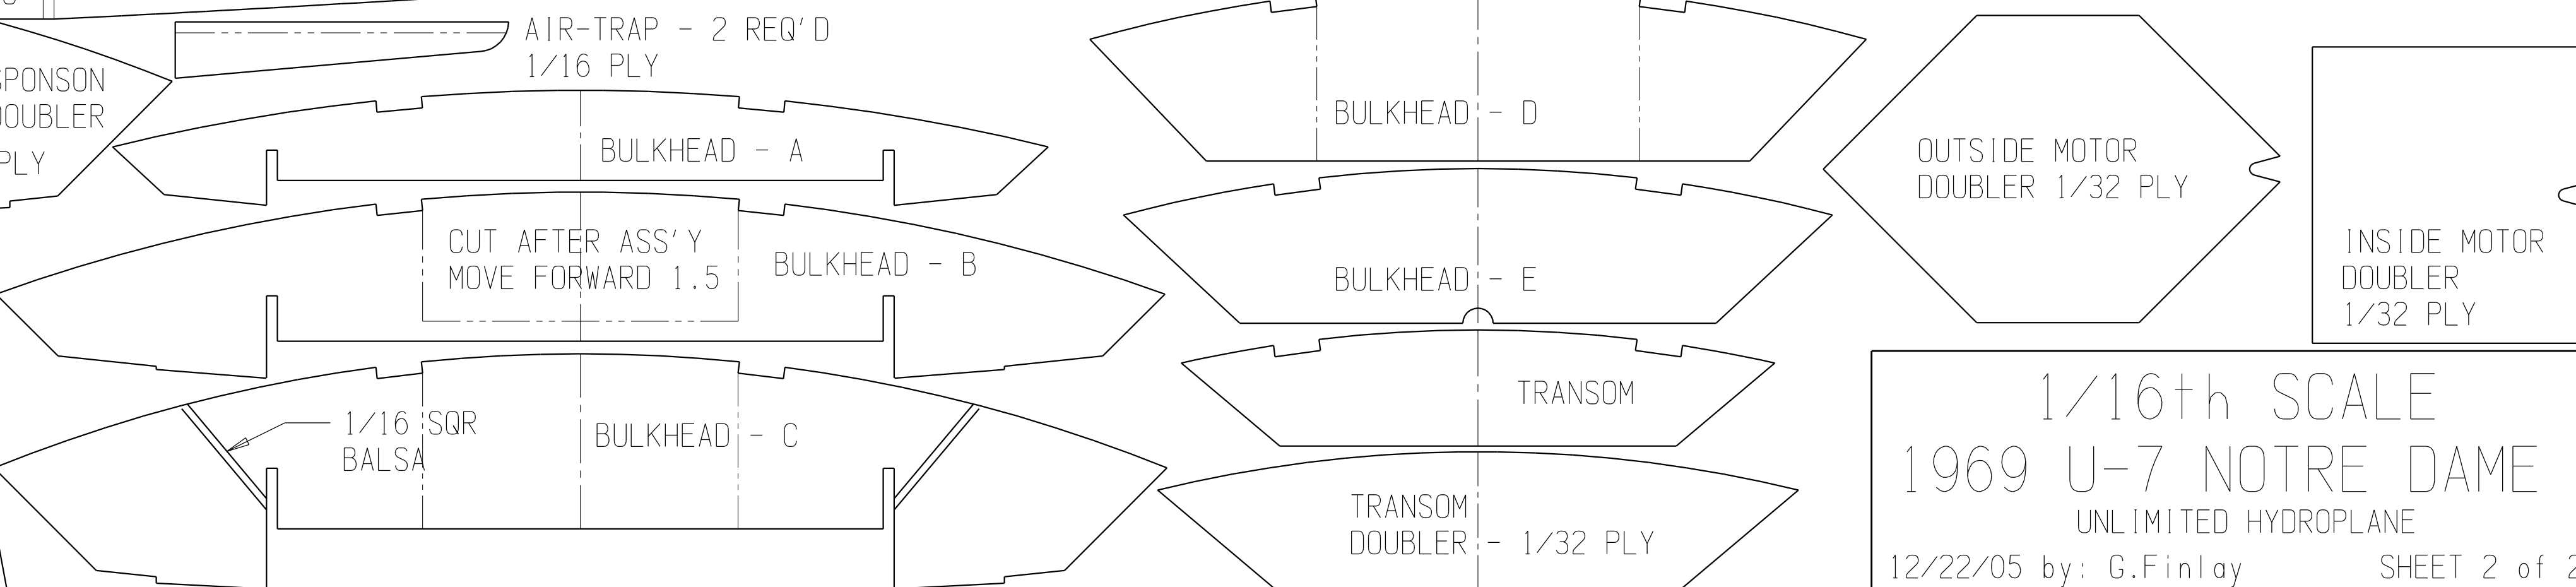 AIR-TRAP - 2 REQ'D
1/16 PLY
SPONSON
DOUBLER
PLY
BULKHEAD - A
CUT AFTER ASS'Y
MOVE FORWARD 1.5
BULKHEAD - B
1/16 SQR
BALSA
BULKHEAD - C
BULKHEAD - D
BULKHEAD - E
TRANSOM
TRANSOM
DOUBLER - 1/32 PLY
OUTSIDE MOTOR
DOUBLER 1/32 PLY
INSIDE MOTOR
DOUBLER
1/32 PLY
1/16th SCALE
1969 U-7 NOTRE DAME
UNLIMITED HYDROPLANE
12/22/05 by: G.Finlay
SHEET 2 of